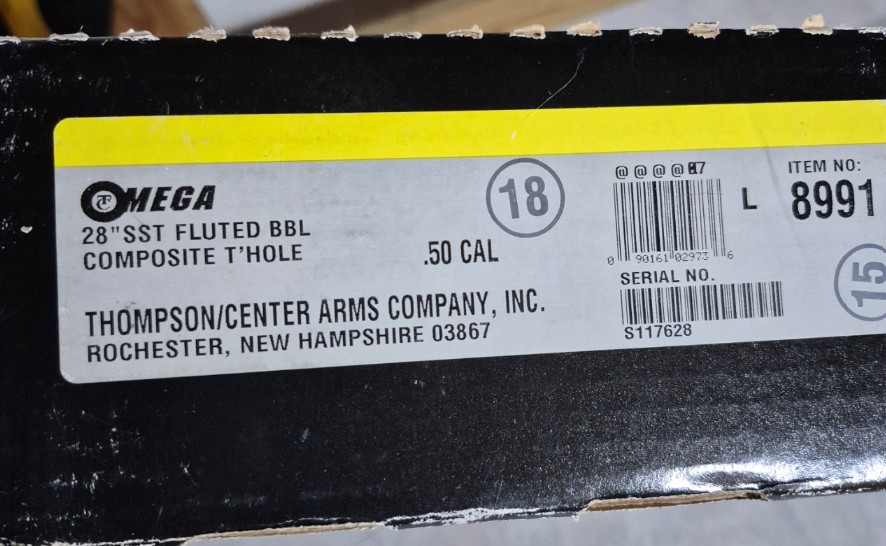 OMEGA
28" SST FLUTED BBL
COMPOSITE T'HOLE
.50 CAL
THOMPSON/CENTER ARMS COMPANY, INC.
ROCHESTER, NEW HAMPSHIRE 03867
18
0 90161 02973 6
SERIAL NO.
S117628
L
ITEM NO:
8991
15